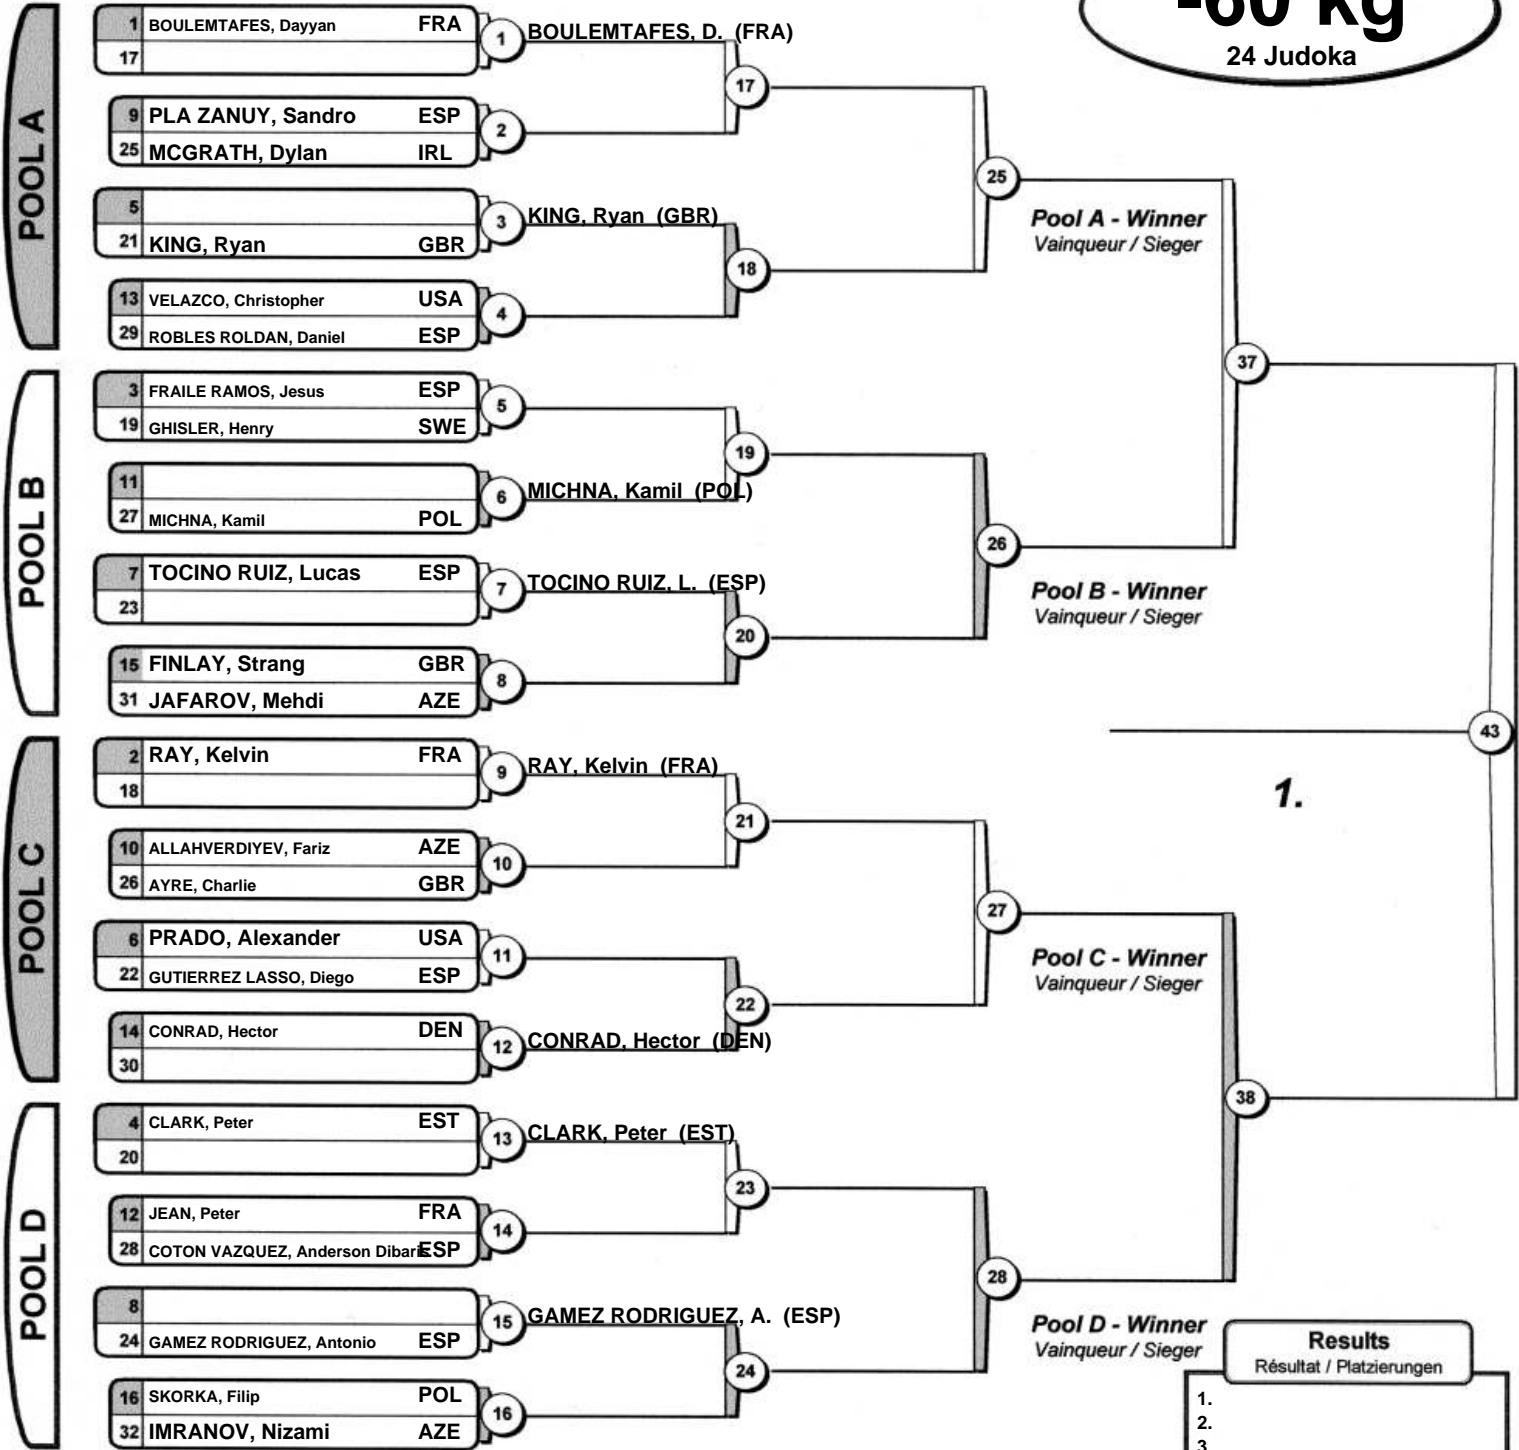 -60 kg
24 Judoka
POOL A
1 BOULEMTAFES, Dayyan FRA
17
1 BOULEMTAFES, D. (FRA)
17
9 PLA ZANUY, Sandro ESP
25 MCGRATH, Dylan IRL
2
25
5
21 KING, Ryan GBR
3 KING, Ryan (GBR)
18
Pool A - Winner
Vainqueur / Sieger
13 VELAZCO, Christopher USA
29 ROBLES ROLDAN, Daniel ESP
4
37
POOL B
3 FRAILE RAMOS, Jesus ESP
19 GHISLER, Henry SWE
5
19
11
27 MICHNA, Kamil POL
6 MICHNA, Kamil (POL)
26
7 TOCINO RUIZ, Lucas ESP
23
7 TOCINO RUIZ, L. (ESP)
20
Pool B - Winner
Vainqueur / Sieger
15 FINLAY, Strang GBR
31 JAFAROV, Mehdi AZE
8
43
1.
POOL C
2 RAY, Kelvin FRA
18
9 RAY, Kelvin (FRA)
21
10 ALLAHVERDIYEV, Fariz AZE
26 AYRE, Charlie GBR
10
27
6 PRADO, Alexander USA
22 GUTIERREZ LASSO, Diego ESP
11
22
Pool C - Winner
Vainqueur / Sieger
14 CONRAD, Hector DEN
30
12 CONRAD, Hector (DEN)
38
POOL D
4 CLARK, Peter EST
20
13 CLARK, Peter (EST)
23
12 JEAN, Peter FRA
28 COTON VAZQUEZ, Anderson Dibaris ESP
14
28
8
24 GAMEZ RODRIGUEZ, Antonio ESP
15 GAMEZ RODRIGUEZ, A. (ESP)
24
Pool D - Winner
Vainqueur / Sieger
16 SKORKA, Filip POL
32 IMRANOV, Nizami AZE
16
Results
Résultat / Platzierungen
1.
2.
3.